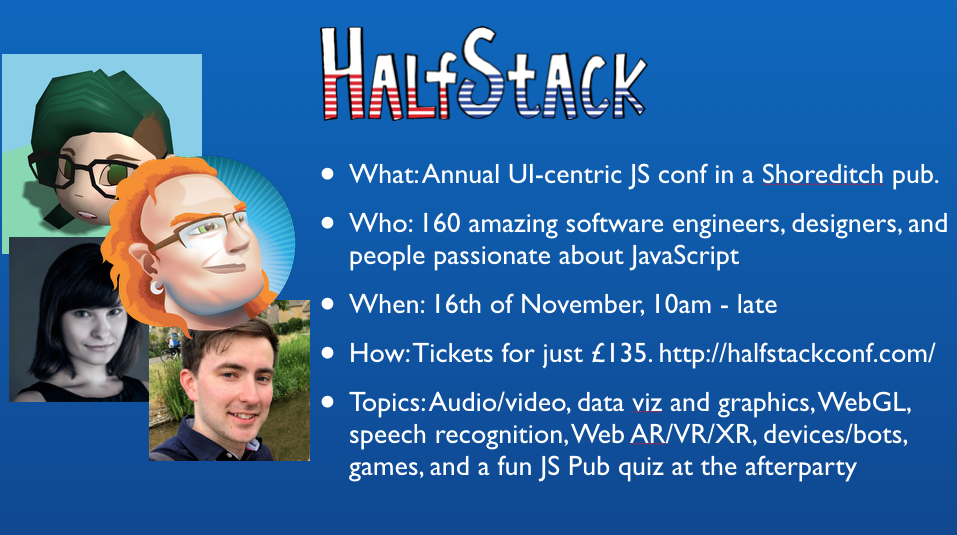 HALfStACK
• What: Annual UI-centric JS conf in a Shoreditch pub.
• Who: 160 amazing software engineers, designers, and
people passionate about JavaScript
• When: 16th of November, 10am - late
• How: Tickets for just £135. http://halfstackconf.com/
• Topics: Audio/video, data viz and graphics, WebGL,
speech recognition, Web AR/VR/XR, devices/bots,
games, and a fun JS Pub quiz at the afterparty